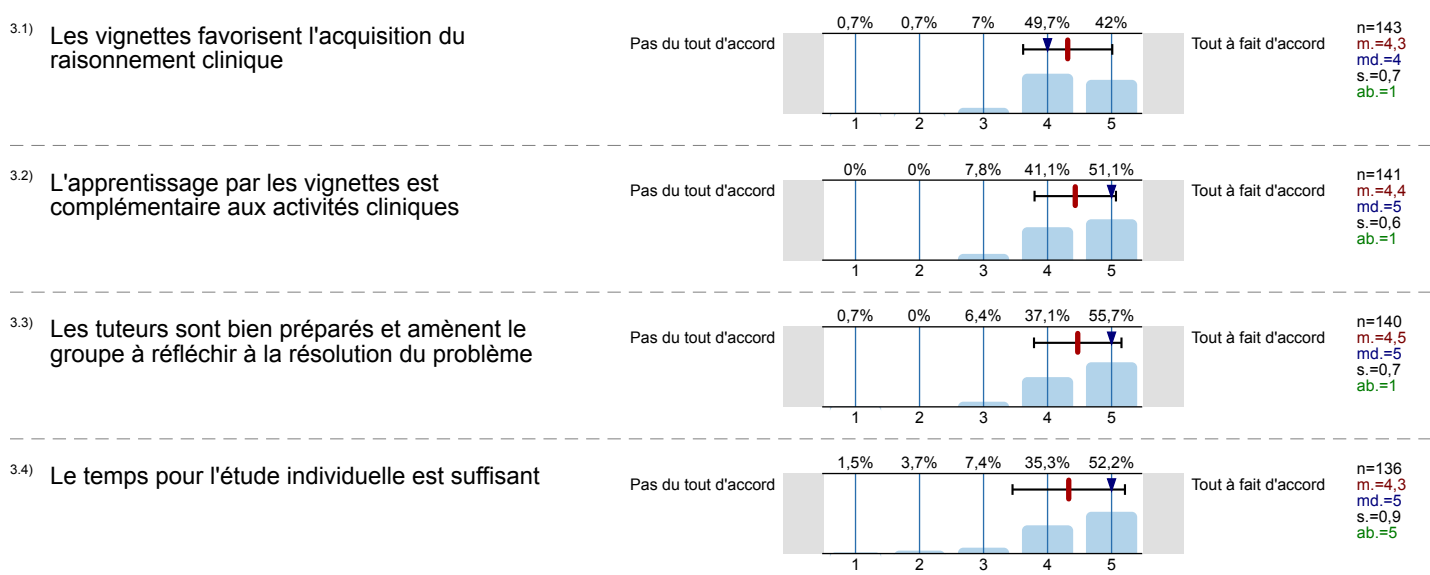 3.1) Les vignettes favorisent l'acquisition du
raisonnement clinique
Pas du tout d'accord
0,7% 0,7% 7% 49,7% 42%
1 2 3 4 5
Tout à fait d'accord
n=143
m.=4,3
md.=4
s.=0,7
ab.=1
3.2) L'apprentissage par les vignettes est
complémentaire aux activités cliniques
Pas du tout d'accord
0% 0% 7,8% 41,1% 51,1%
1 2 3 4 5
Tout à fait d'accord
n=141
m.=4,4
md.=5
s.=0,6
ab.=1
3.3) Les tuteurs sont bien préparés et amènent le
groupe à réfléchir à la résolution du problème
Pas du tout d'accord
0,7% 0% 6,4% 37,1% 55,7%
1 2 3 4 5
Tout à fait d'accord
n=140
m.=4,5
md.=5
s.=0,7
ab.=1
3.4) Le temps pour l'étude individuelle est suffisant
Pas du tout d'accord
1,5% 3,7% 7,4% 35,3% 52,2%
1 2 3 4 5
Tout à fait d'accord
n=136
m.=4,3
md.=5
s.=0,9
ab.=5